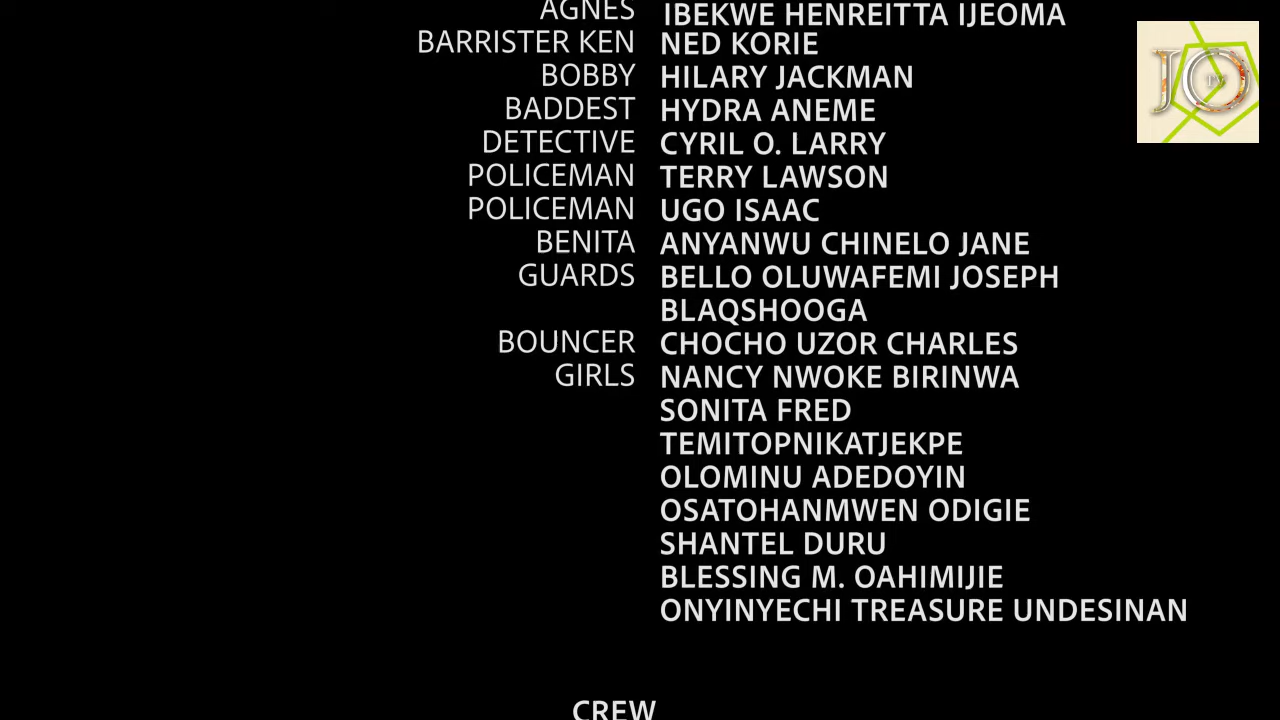 AGNES IBEKWE HENREITTA IJEOMA
BARRISTER KEN NED KORIE
BOBBY HILARY JACKMAN
BADDEST HYDRA ANEME
DETECTIVE CYRIL O. LARRY
POLICEMAN TERRY LAWSON
POLICEMAN UGO ISAAC
BENITA ANYANWU CHINELO JANE
GUARDS BELLO OLUWAFEMI JOSEPH
BLAQSHOOGA
BOUNCER CHOCHO UZOR CHARLES
GIRLS NANCY NWOKE BIRINWA
SONITA FRED
TEMITOPNIKATJEKPE
OLOMINU ADEDOYIN
OSATOHANMWEN ODIGIE
SHANTEL DURU
BLESSING M. OAHIMIJIE
ONYINYECHI TREASURE UNDESINAN
CREW
JO
TV